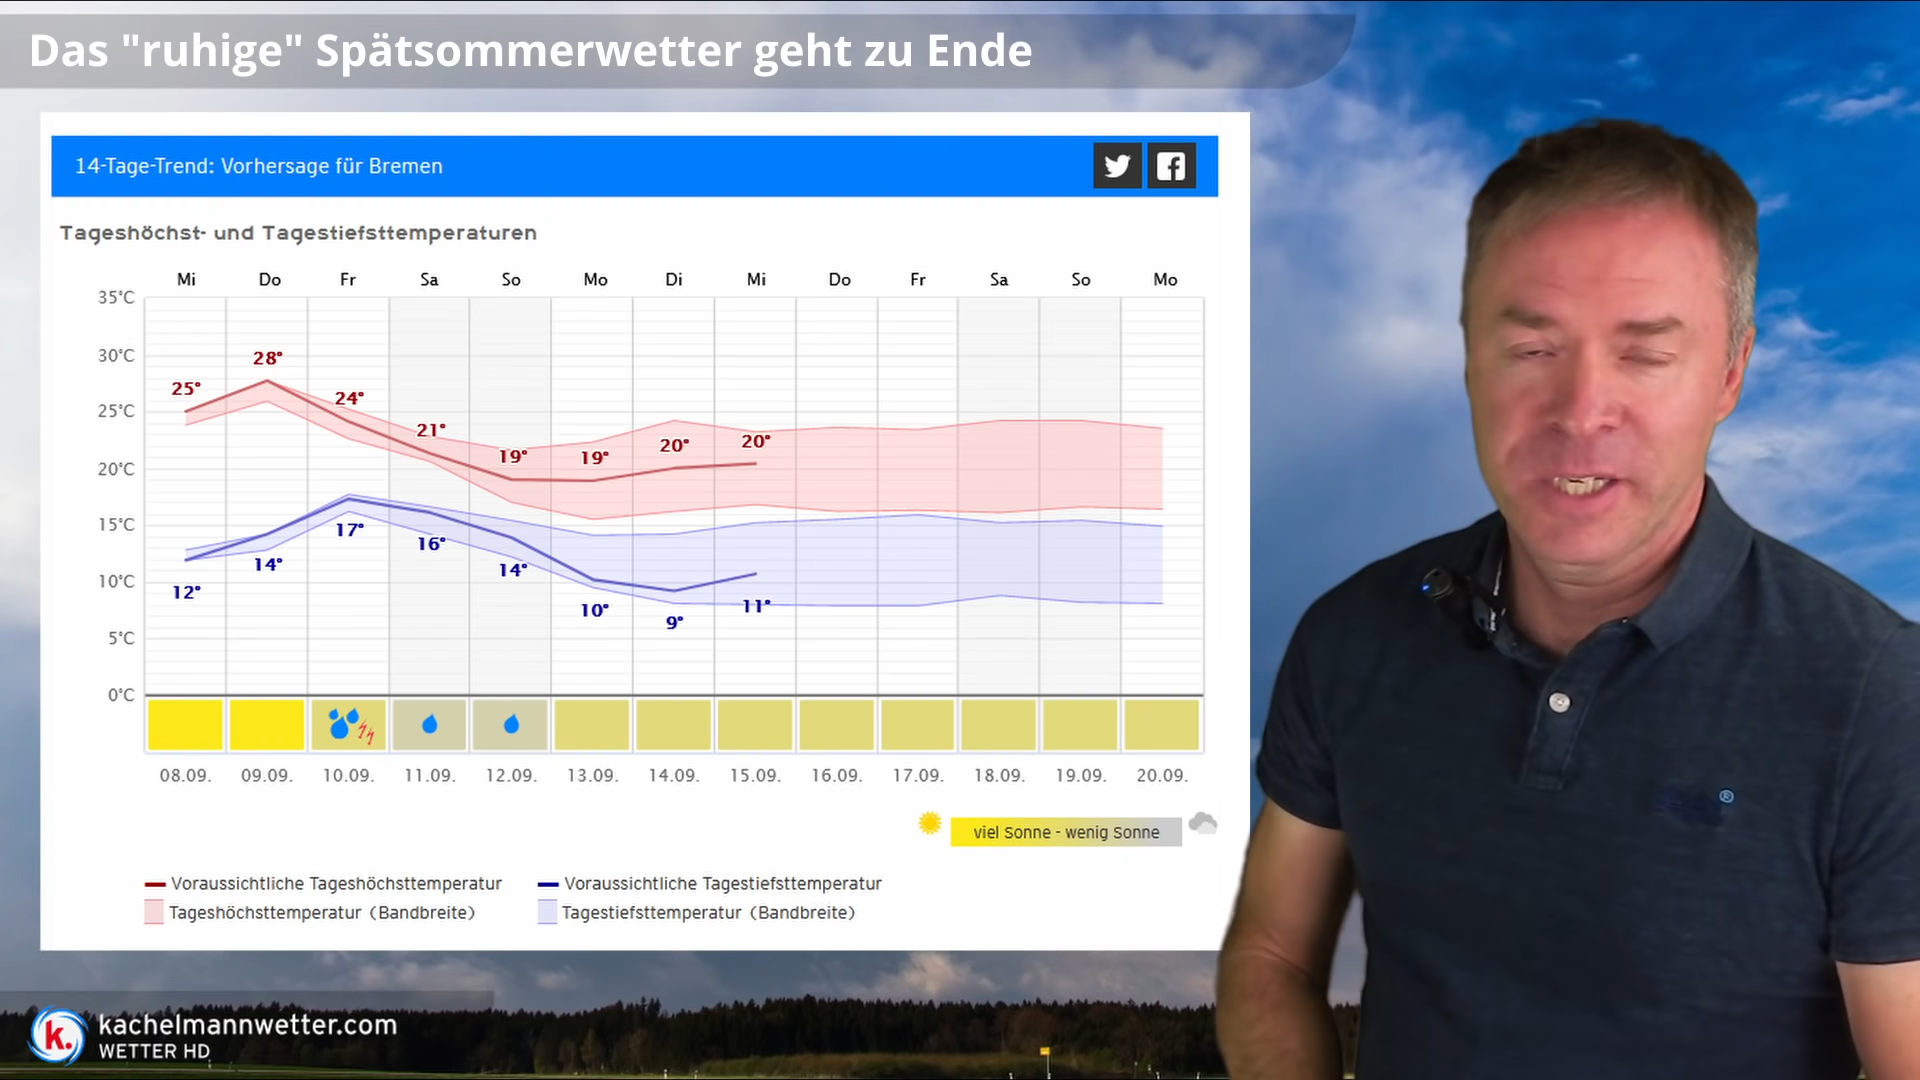 Das "ruhige" Spätsommerwetter geht zu Ende
14-Tage-Trend: Vorhersage für Bremen
Tageshöchst- und Tagestiefsttemperaturen
Mi Do Fr Sa So Mo Di Mi Do Fr Sa So Mo
35°C
30°C
25°C
20°C
15°C
10°C
5°C
0°C
25° 28° 24° 21° 19° 19° 20° 20°
12° 14° 17° 16° 14° 10° 9° 11°
08.09. 09.09. 10.09. 11.09. 12.09. 13.09. 14.09. 15.09. 16.09. 17.09. 18.09. 19.09. 20.09.
viel Sonne - wenig Sonne
Voraussichtliche Tageshöchsttemperatur Voraussichtliche Tagestiefsttemperatur
Tageshöchsttemperatur (Bandbreite) Tagestiefsttemperatur (Bandbreite)
k. kachelmannwetter.com
WETTER HD
®